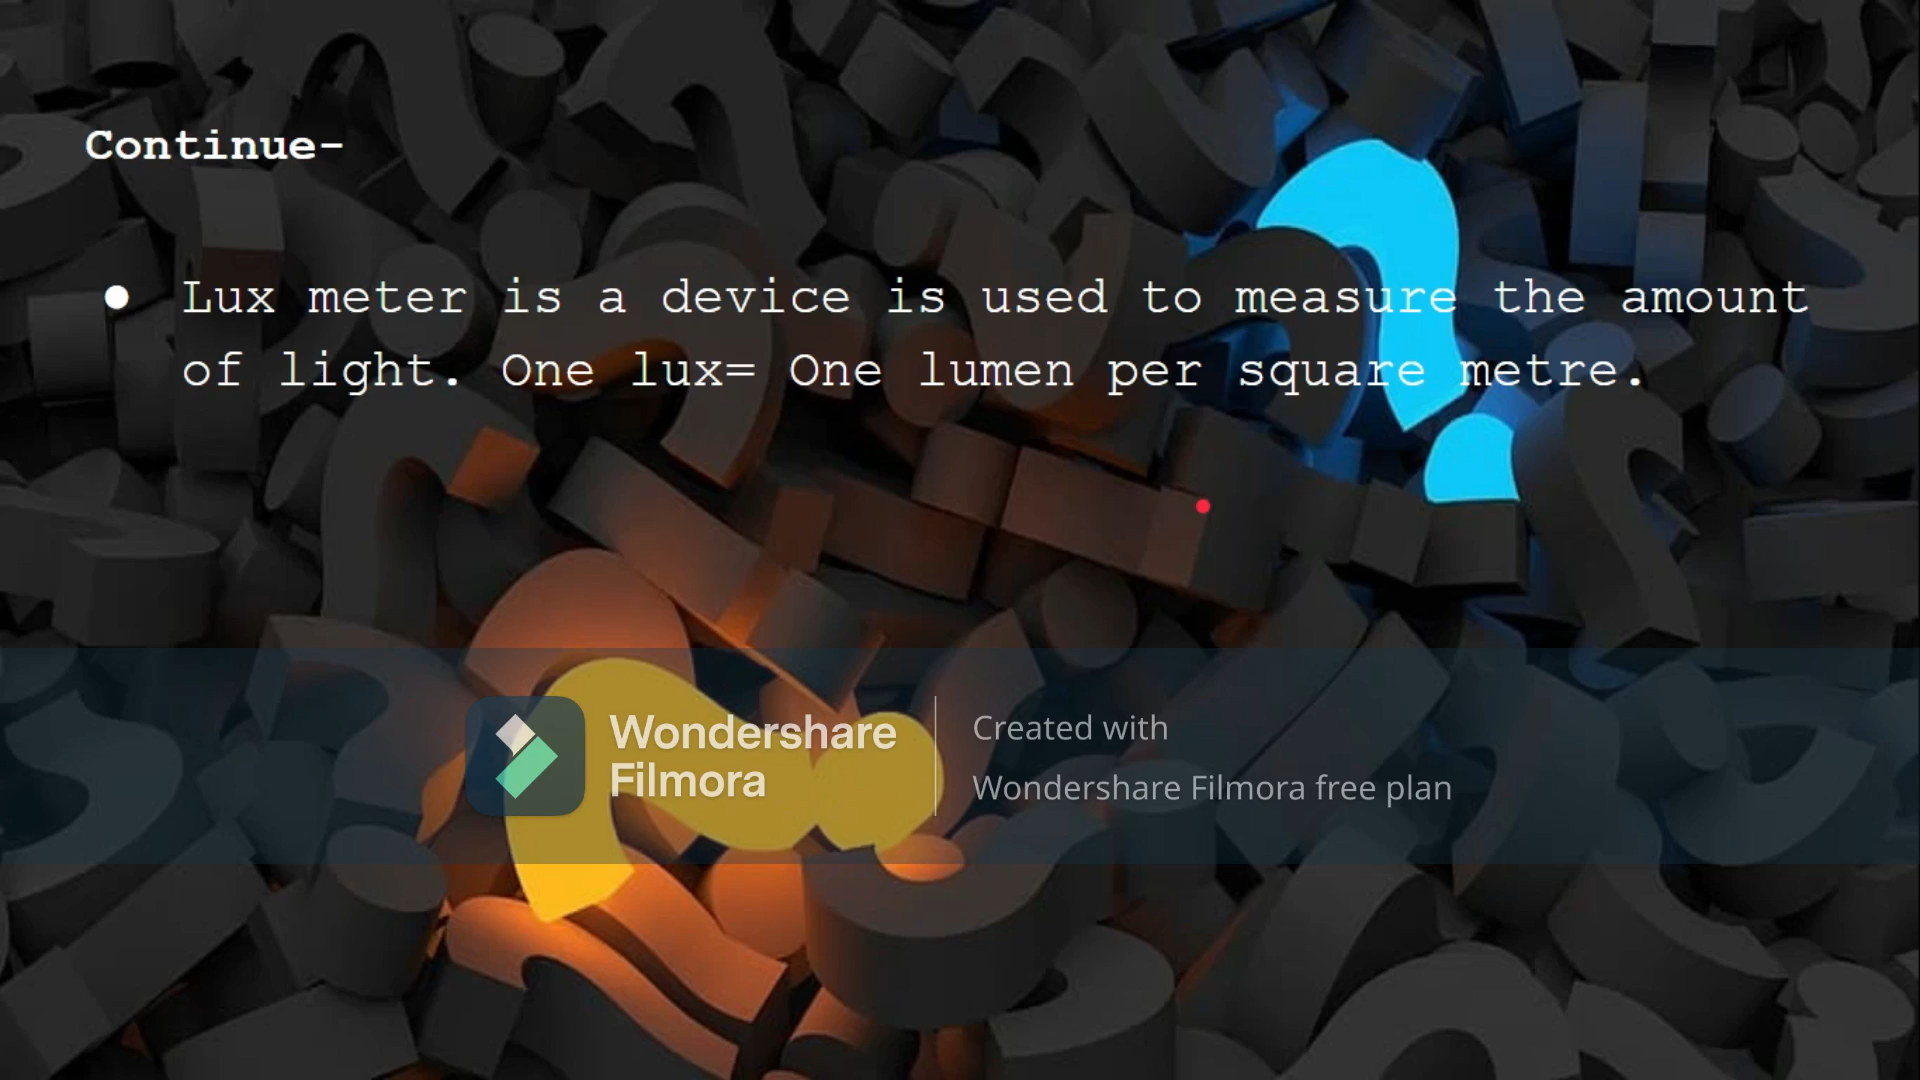 Continue-
● Lux meter is a device is used to measure the amount
of light. One lux= One lumen per square metre.
Wondershare
Filmora
Created with
Wondershare Filmora free plan